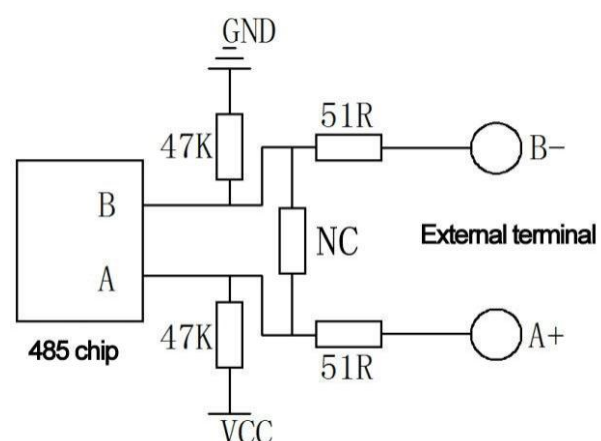 GND
51R
47K
B-
B
NC
External terminal
A
47K
A+
485 chip
51R
VCC